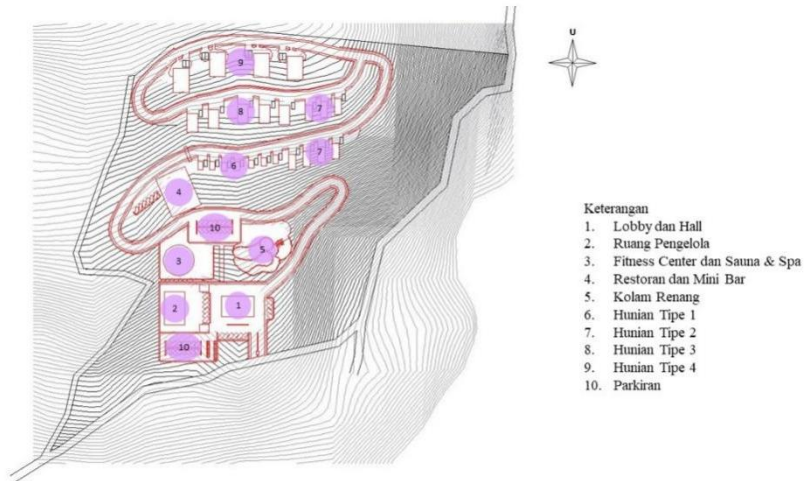 U
9
8
7
7
6
4
10
5
3
1
2
10
Keterangan
1. Lobby dan Hall
2. Ruang Pengelola
3. Fitness Center dan Sauna & Spa
4. Restoran dan Mini Bar
5. Kolam Renang
6. Hunian Tipe 1
7. Hunian Tipe 2
8. Hunian Tipe 3
9. Hunian Tipe 4
10. Parkiran